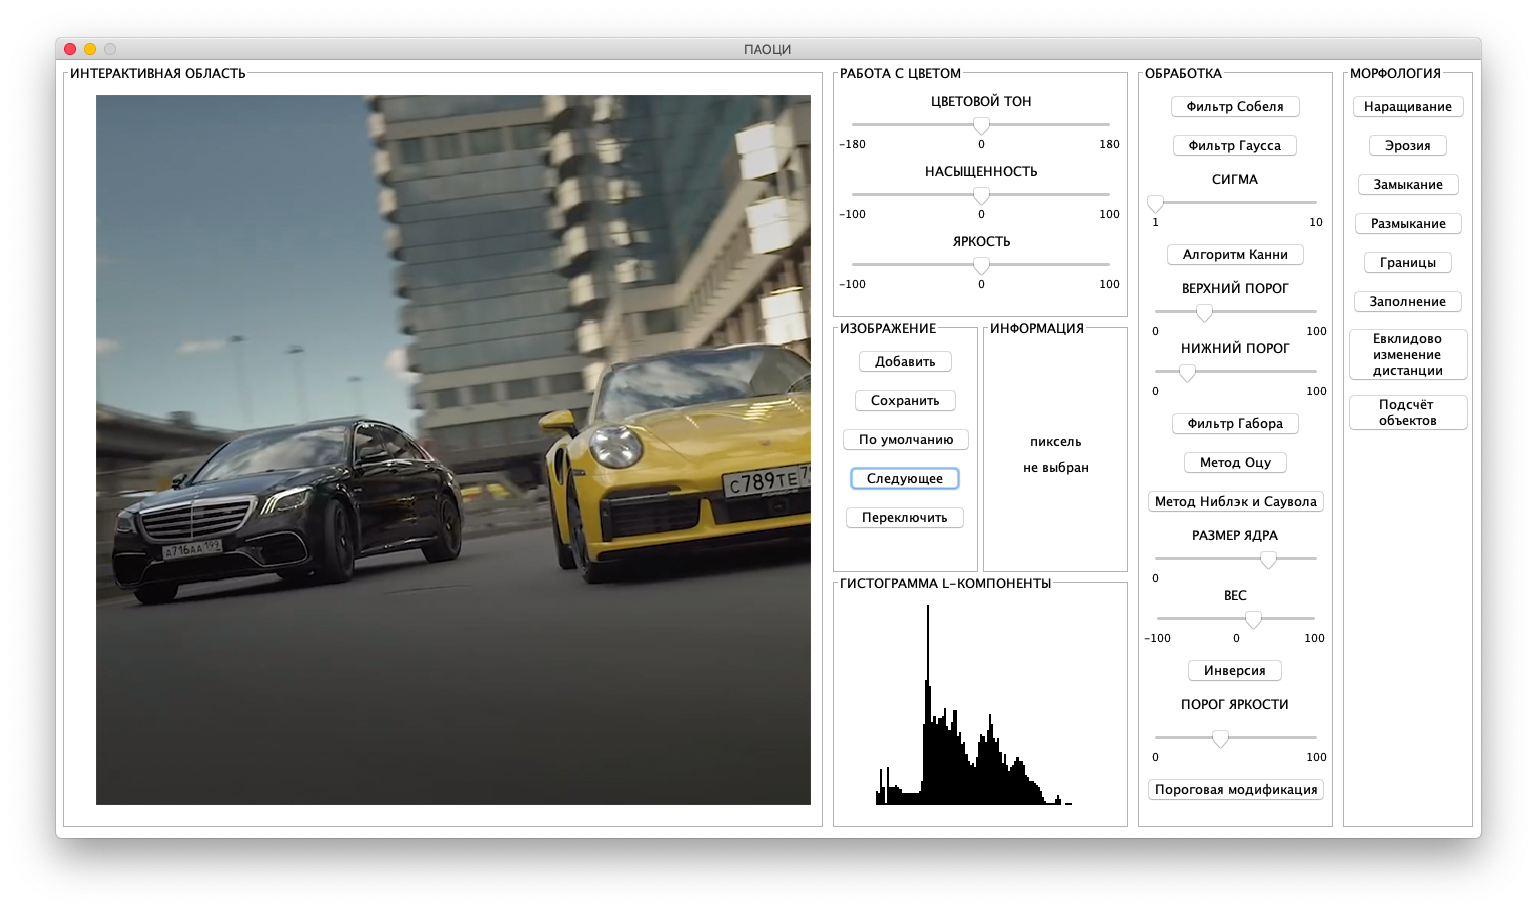 ПАОЦИ
ИНТЕРАКТИВНАЯ ОБЛАСТЬ
А716АА 199
С789ТЕ
РАБОТА С ЦВЕТОМ
ЦВЕТОВОЙ ТОН
-180 0 180
НАСЫЩЕННОСТЬ
-100 0 100
ЯРКОСТЬ
-100 0 100
ИЗОБРАЖЕНИЕ
Добавить
Сохранить
По умолчанию
Следующее
Переключить
ИНФОРМАЦИЯ
пиксель
не выбран
ГИСТОГРАММА L-КОМПОНЕНТЫ
ОБРАБОТКА
Фильтр Собеля
Фильтр Гаусса
СИГМА
1 10
Алгоритм Канни
ВЕРХНИЙ ПОРОГ
0 100
НИЖНИЙ ПОРОГ
0 100
Фильтр Габора
Метод Оцу
Метод Ниблэк и Саувола
РАЗМЕР ЯДРА
0
ВЕС
-100 0 100
Инверсия
ПОРОГ ЯРКОСТИ
0 100
Пороговая модификация
МОРФОЛОГИЯ
Наращивание
Эрозия
Замыкание
Размыкание
Границы
Заполнение
Евклидово
изменение
дистанции
Подсчёт
объектов